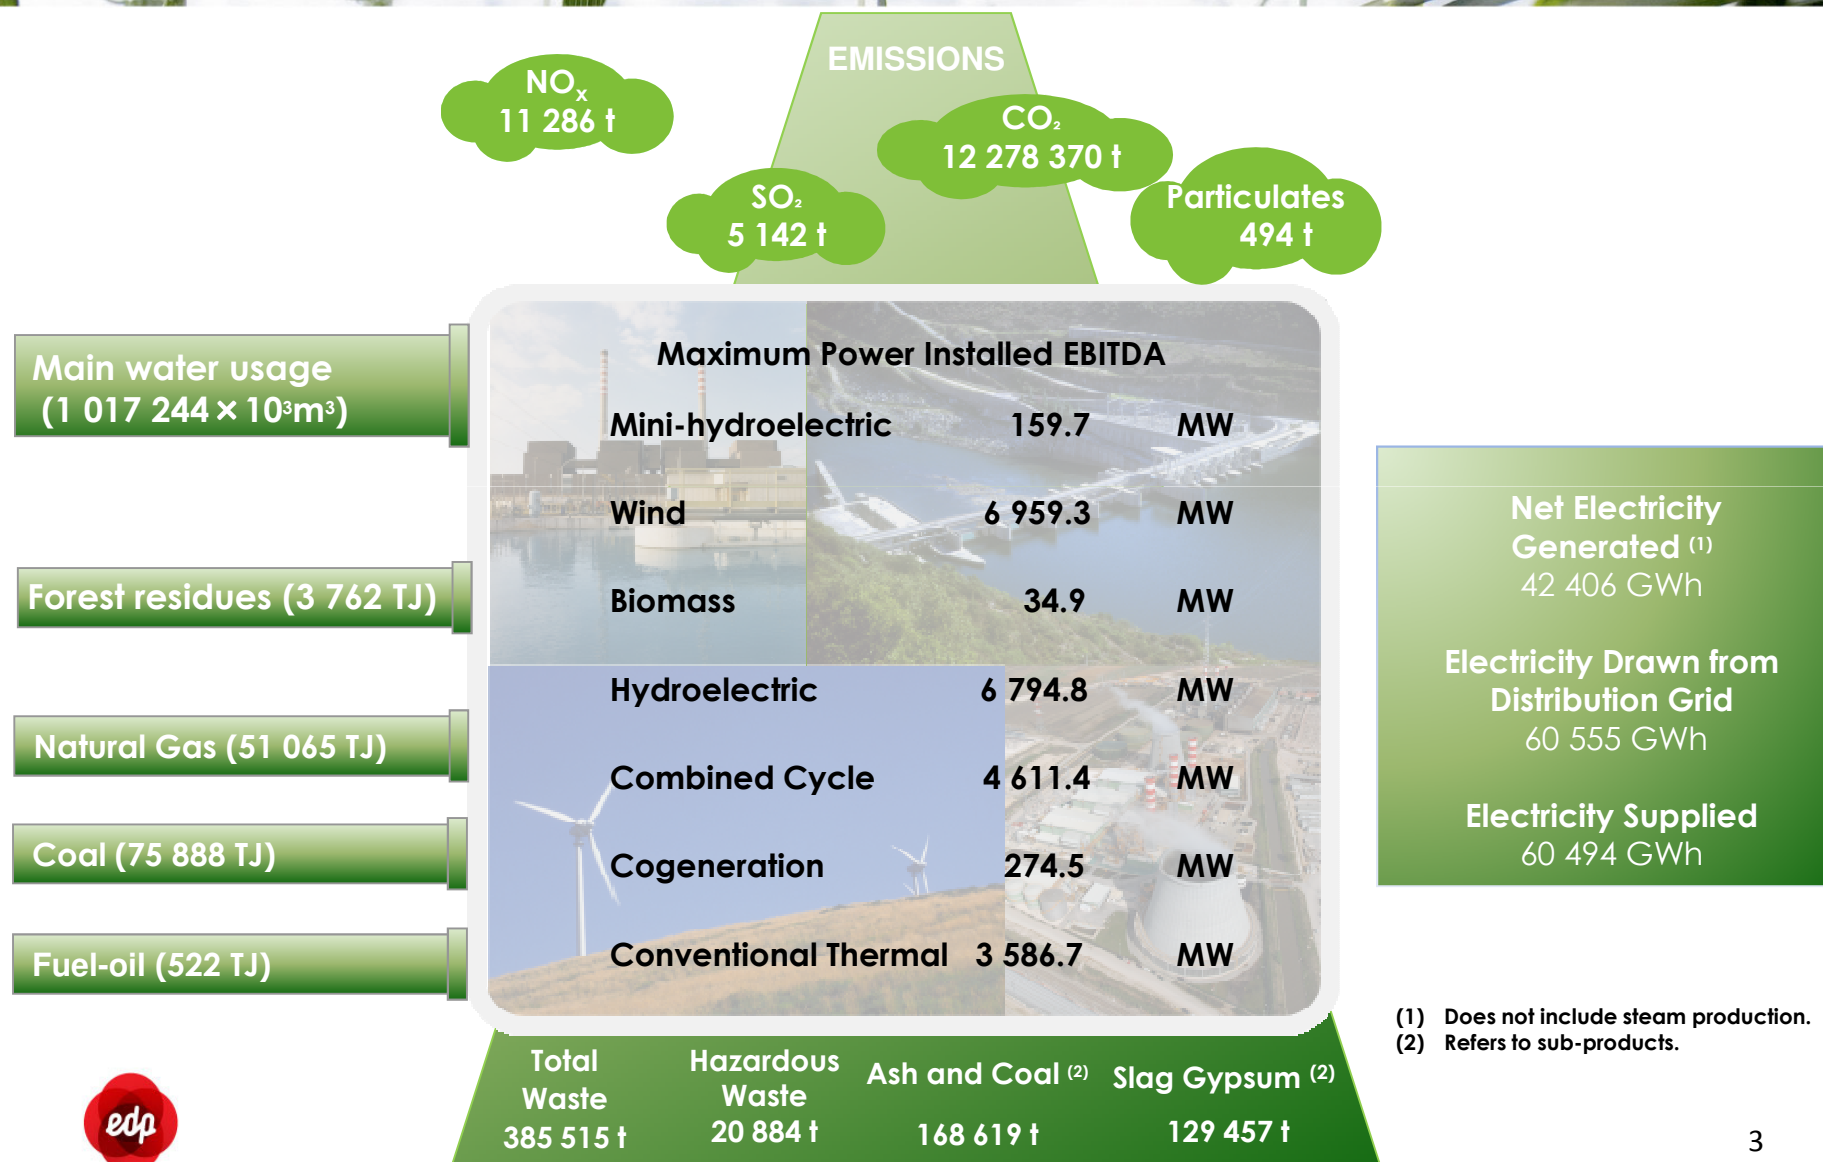 EMISSIONS
NOx
11 286 t
CO₂
12 278 370 t
SO₂
5 142 t
Particulates
494 t
Main water usage
(1 017 244 × 10³m³)
Forest residues (3 762 TJ)
Natural Gas (51 065 TJ)
Coal (75 888 TJ)
Fuel-oil (522 TJ)
Maximum Power Installed EBITDA
Mini-hydroelectric 159.7 MW
Wind 6 959.3 MW
Biomass 34.9 MW
Hydroelectric 6 794.8 MW
Combined Cycle 4 611.4 MW
Cogeneration 274.5 MW
Conventional Thermal 3 586.7 MW
Net Electricity
Generated (1)
42 406 GWh
Electricity Drawn from
Distribution Grid
60 555 GWh
Electricity Supplied
60 494 GWh
(1) Does not include steam production.
(2) Refers to sub-products.
Total
Waste
385 515 t
Hazardous
Waste
20 884 t
Ash and Coal (2)
168 619 t
Slag Gypsum (2)
129 457 t
edp
3